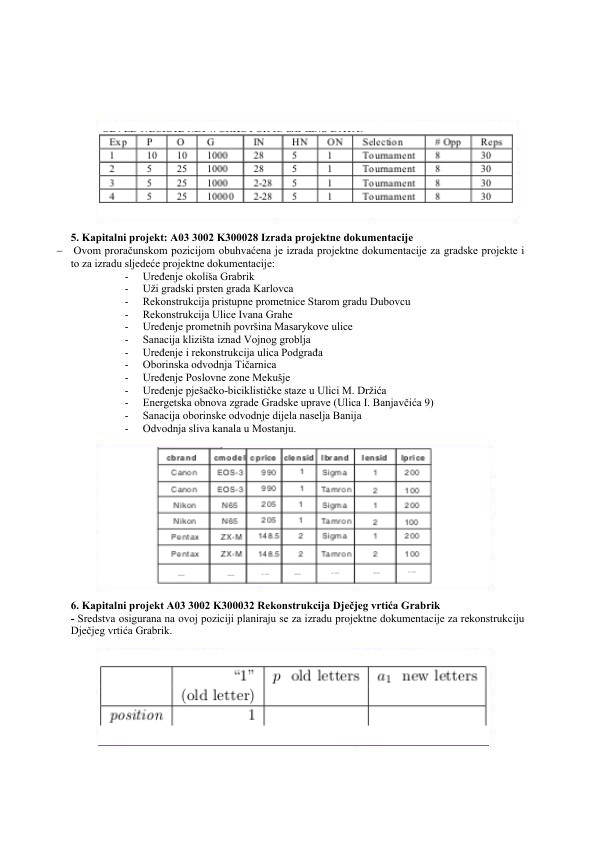 Exp P O G IN HN ON Selection # Opp Reps
1 10 10 1000 28 5 1 Tournament 8 30
2 5 25 1000 28 5 1 Tournament 8 30
3 5 25 1000 2-28 5 1 Tournament 8 30
4 5 25 10000 2-28 5 1 Tournament 8 30
5. Kapitalni projekt: A03 3002 K300028 Izrada projektne dokumentacije
– Ovom proračunskom pozicijom obuhvaćena je izrada projektne dokumentacije za gradske projekte i
to za izradu sljedeće projektne dokumentacije:
- Uređenje okoliša Grabrik
- Uži gradski prsten grada Karlovca
- Rekonstrukcija pristupne prometnice Starom gradu Dubovcu
- Rekonstrukcija Ulice Ivana Grahe
- Uređenje prometnih površina Masarykove ulice
- Sanacija klizišta iznad Vojnog groblja
- Uređenje i rekonstrukcija ulica Podgrađa
- Oborinska odvodnja Tičarnica
- Uređenje Poslovne zone Mekušje
- Uređenje pješačko-biciklističke staze u Ulici M. Držića
- Energetska obnova zgrade Gradske uprave (Ulica I. Banjavčića 9)
- Sanacija oborinske odvodnje dijela naselja Banija
- Odvodnja sliva kanala u Mostanju.
cbrand cmodel cprice clensid lbrand lensid lprice
Canon EOS-3 990 1 Sigma 1 200
Canon EOS-3 990 1 Tamron 2 100
Nikon N65 205 1 Sigma 1 200
Nikon N65 205 1 Tamron 2 100
Pentax ZX-M 148.5 2 Sigma 1 200
Pentax ZX-M 148.5 2 Tamron 2 100
... ... ... ... ... ... ...
6. Kapitalni projekt A03 3002 K300032 Rekonstrukcija Dječjeg vrtića Grabrik
- Sredstva osigurana na ovoj poziciji planiraju se za izradu projektne dokumentacije za rekonstrukciju
Dječjeg vrtića Grabrik.
“1” p old letters a1 new letters
(old letter)
position 1